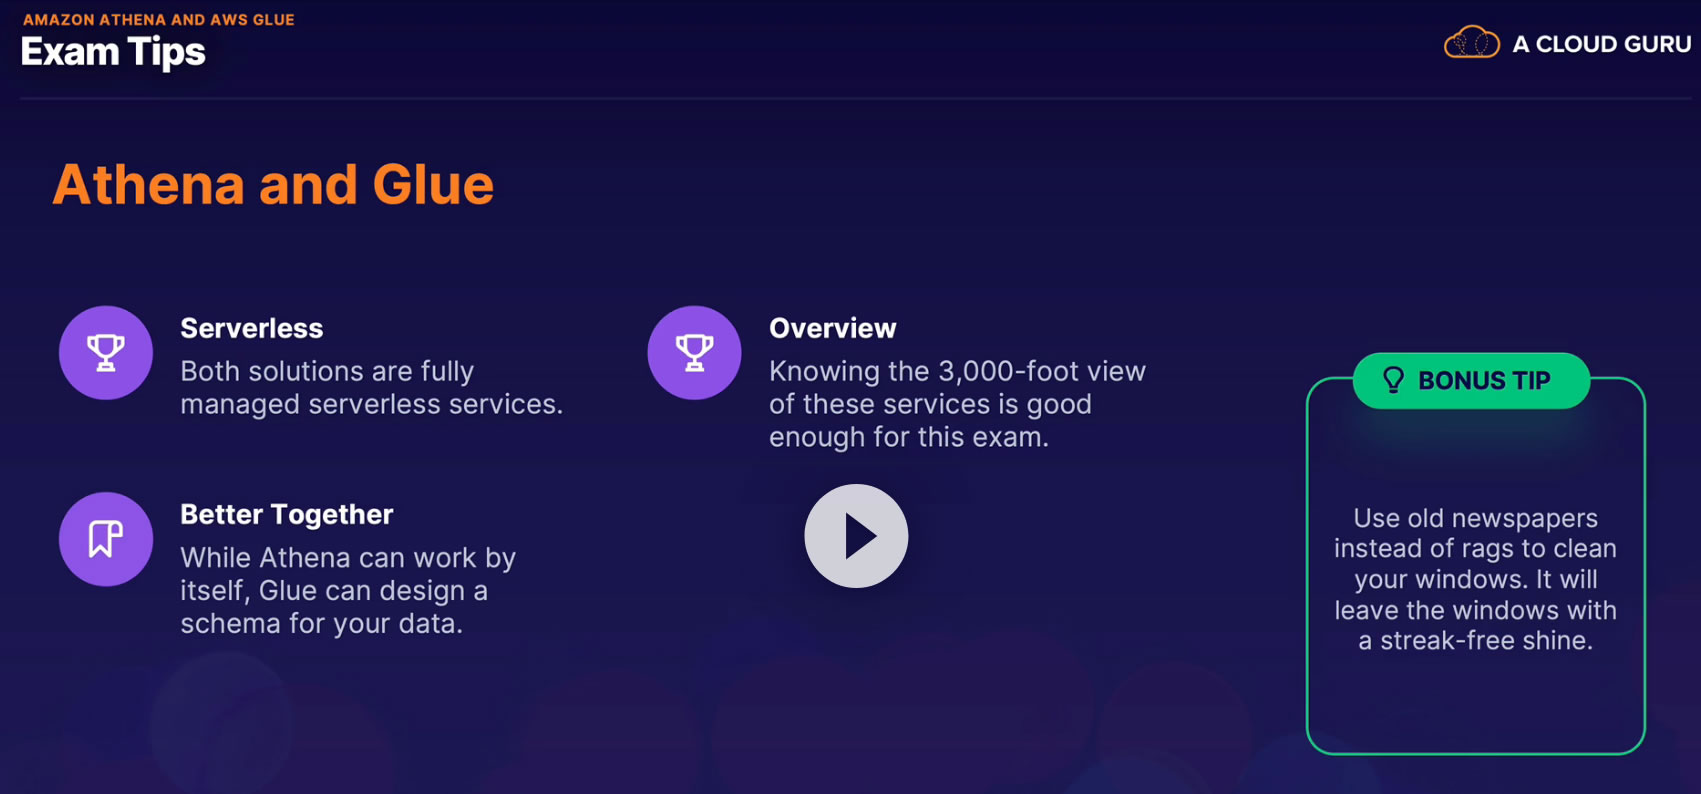 AMAZON ATHENA AND AWS GLUE
Exam Tips
A CLOUD GURU
Athena and Glue
Serverless
Both solutions are fully
managed serverless services.
Better Together
While Athena can work by
itself, Glue can design a
schema for your data.
Overview
Knowing the 3,000-foot view
of these services is good
enough for this exam.
BONUS TIP
Use old newspapers
instead of rags to clean
your windows. It will
leave the windows with
a streak-free shine.